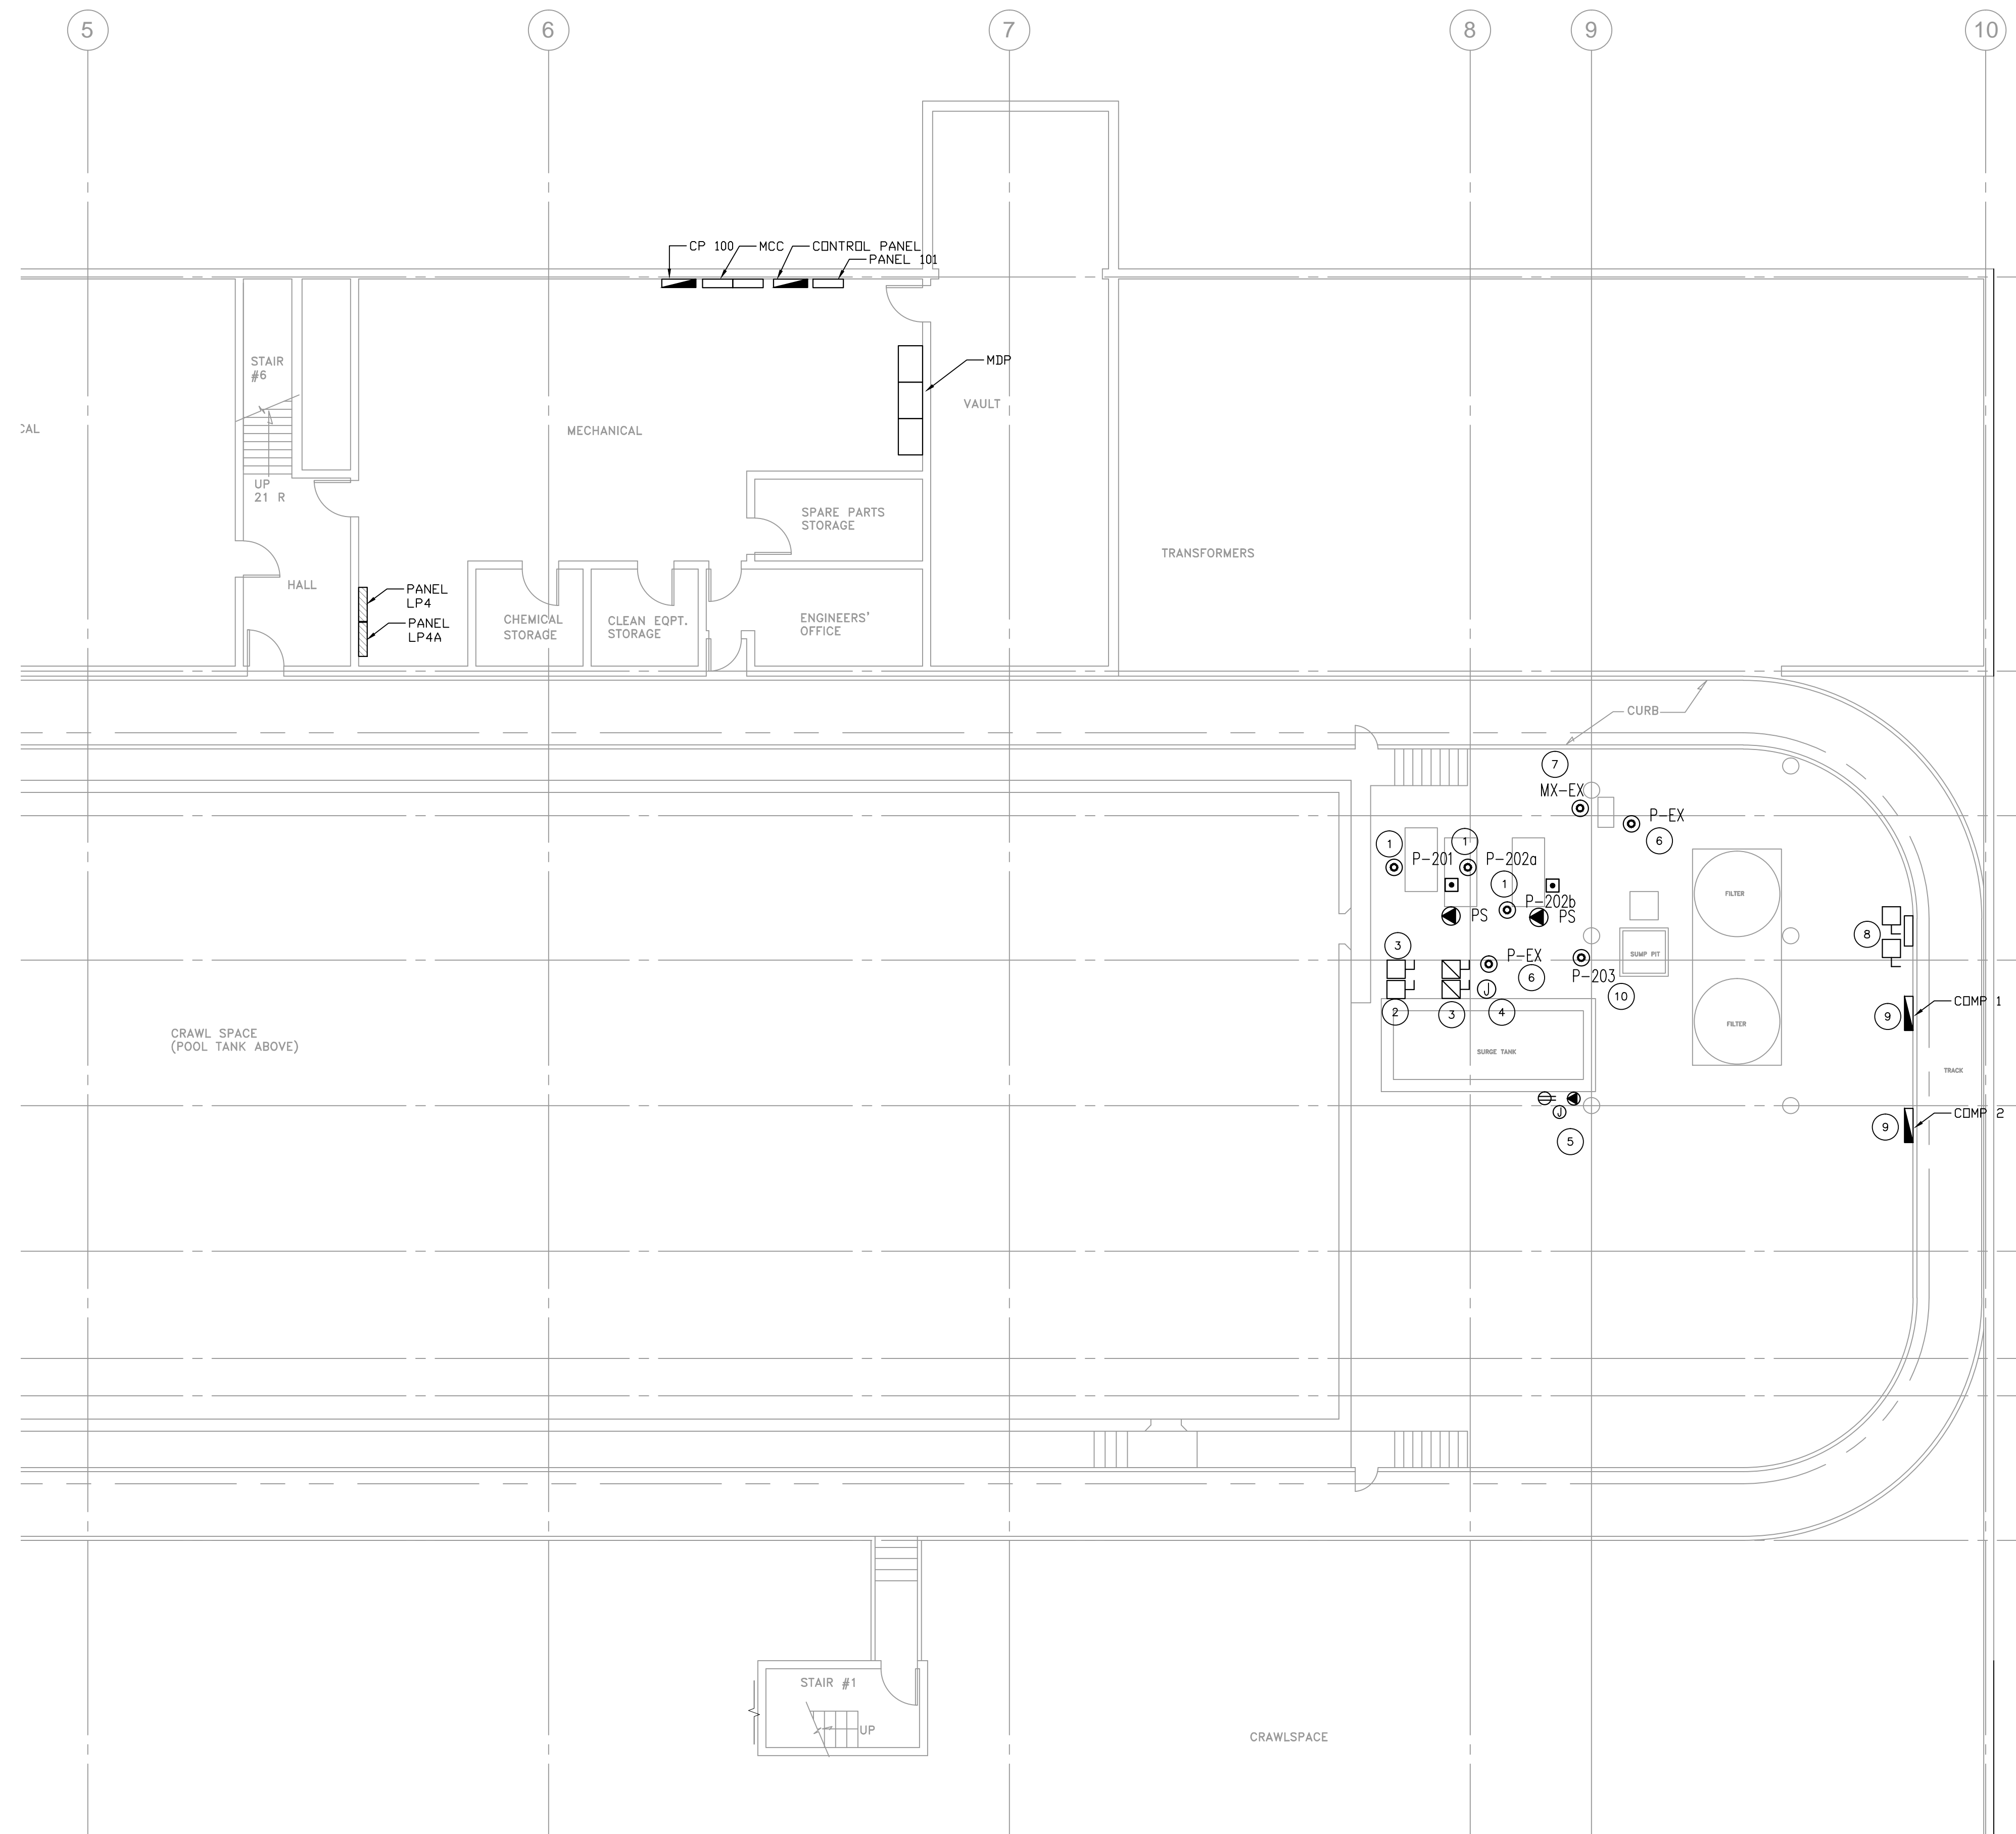 5
6
7
8
9
10
CP 100
MCC
CONTROL PANEL
PANEL 101
STAIR
#6
MDP
VAULT
CAL
MECHANICAL
UP
21 R
SPARE PARTS
STORAGE
TRANSFORMERS
HALL
PANEL
LP4
PANEL
LP4A
CHEMICAL
STORAGE
CLEAN EQPT.
STORAGE
ENGINEERS'
OFFICE
CURB
7
MX-EX
P-EX
6
1
1
P-201
P-202a
1
P-202b
PS
PS
FILTER
8
3
P-EX
6
P-203
SUMP PIT
10
J
2
3
4
COMP 1
9
FILTER
CRAWL SPACE
(POOL TANK ABOVE)
SURGE TANK
TRACK
J
5
COMP 2
9
STAIR #1
UP
CRAWLSPACE